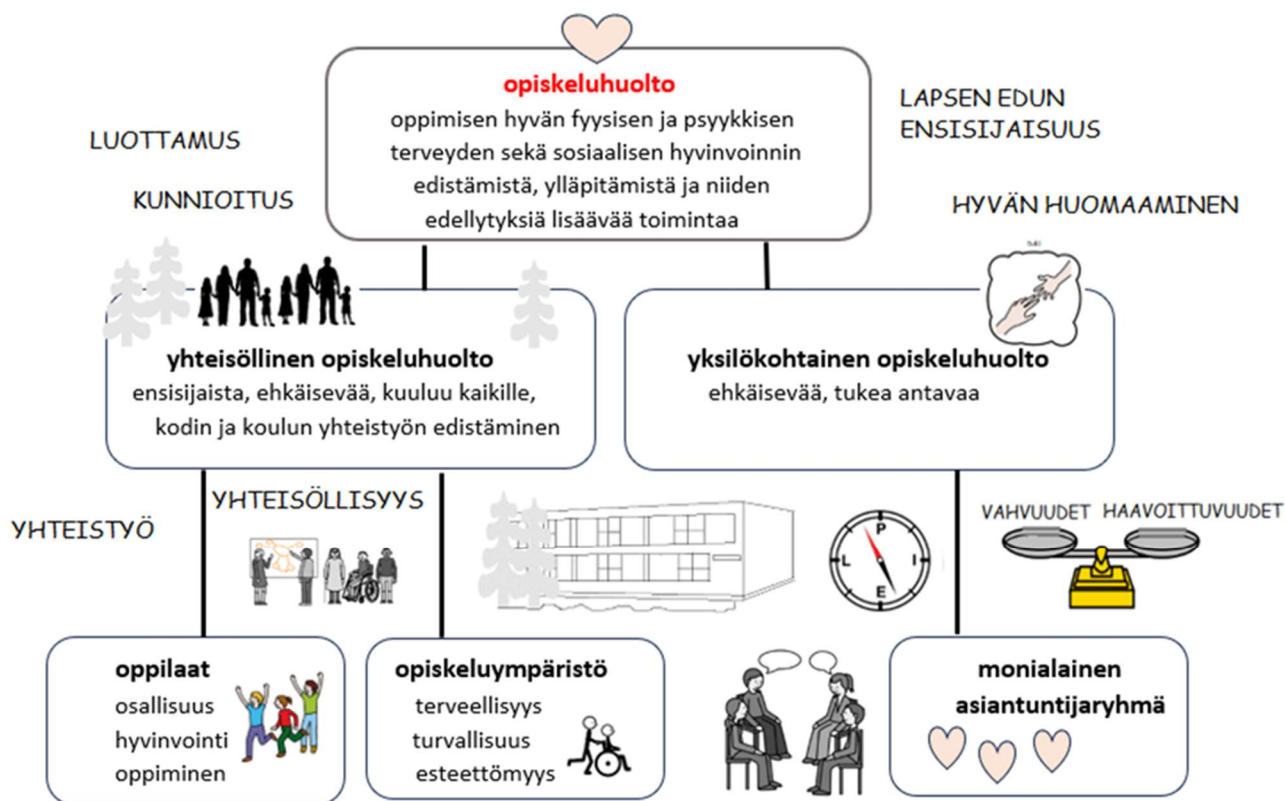 opiskeluhuolto
oppimisen hyvän fyysisen ja psyykkisen
terveyden sekä sosiaalisen hyvinvoinnin
edistämistä, ylläpitämistä ja niiden
edellytyksiä lisäävää toimintaa
LUOTTAMUS
KUNNIOITUS
LAPSEN EDUN
ENSISIJAISUUS
HYVÄN HUOMAAMINEN
tuki
yhteisöllinen opiskeluhuolto
ensisijaista, ehkäisevää, kuuluu kaikille,
kodin ja koulun yhteistyön edistäminen
yksilökohtainen opiskeluhuolto
ehkäisevää, tukea antavaa
YHTEISTYÖ
YHTEISÖLLISYYS
P
L
I
E
VAHVUUDET HAAVOITTUVUUDET
oppilaat
osallisuus
hyvinvointi
oppiminen
opiskeluympäristö
terveellisyys
turvallisuus
esteettömyys
monialainen
asiantuntijaryhmä